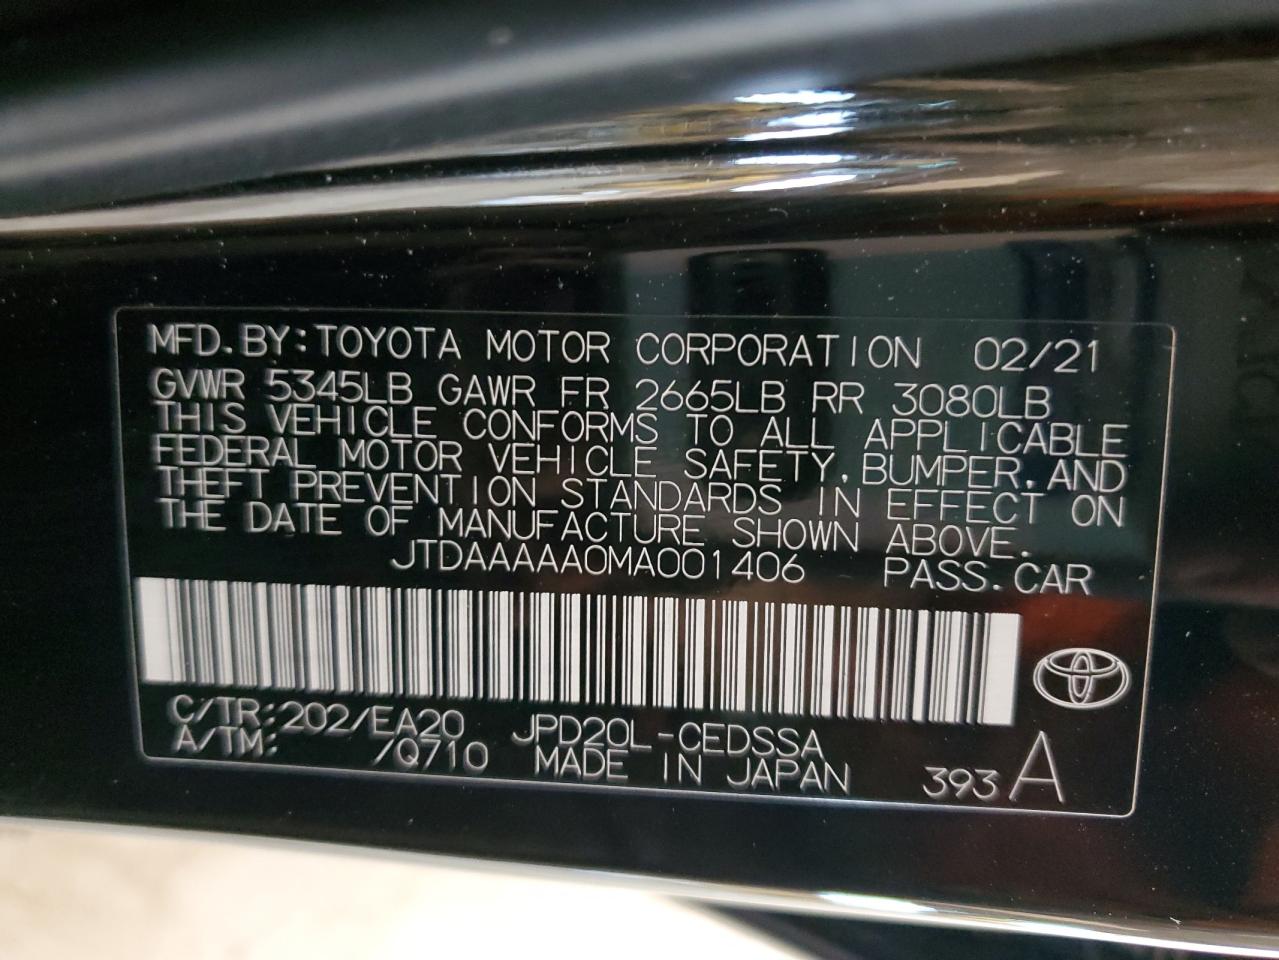 MFD. BY: TOYOTA MOTOR CORPORATION 02/21
GVWR 5345LB GAWR FR 2665LB RR 3080LB
THIS VEHICLE CONFORMS TO ALL APPLICABLE
FEDERAL MOTOR VEHICLE SAFETY, BUMPER, AND
THEFT PREVENTION STANDARDS IN EFFECT ON
THE DATE OF MANUFACTURE SHOWN ABOVE.
JTDAAAAAA0MA001406 PASS. CAR
C/TR: 202/EA20 JPD20L-CEDSSA
A/TM: /Q710 MADE IN JAPAN 393 A